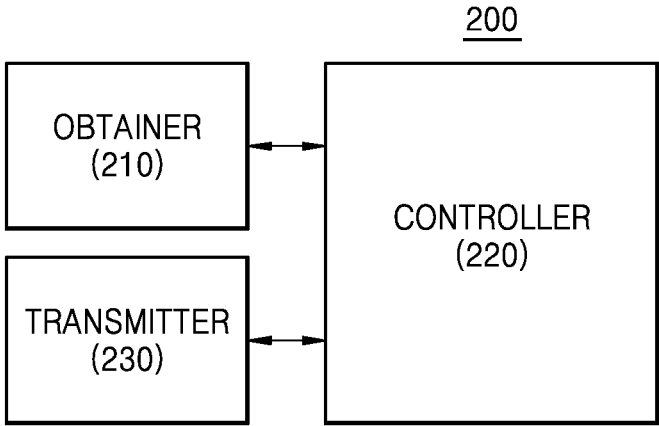 200
OBTAINER
(210)
CONTROLLER
(220)
TRANSMITTER
(230)